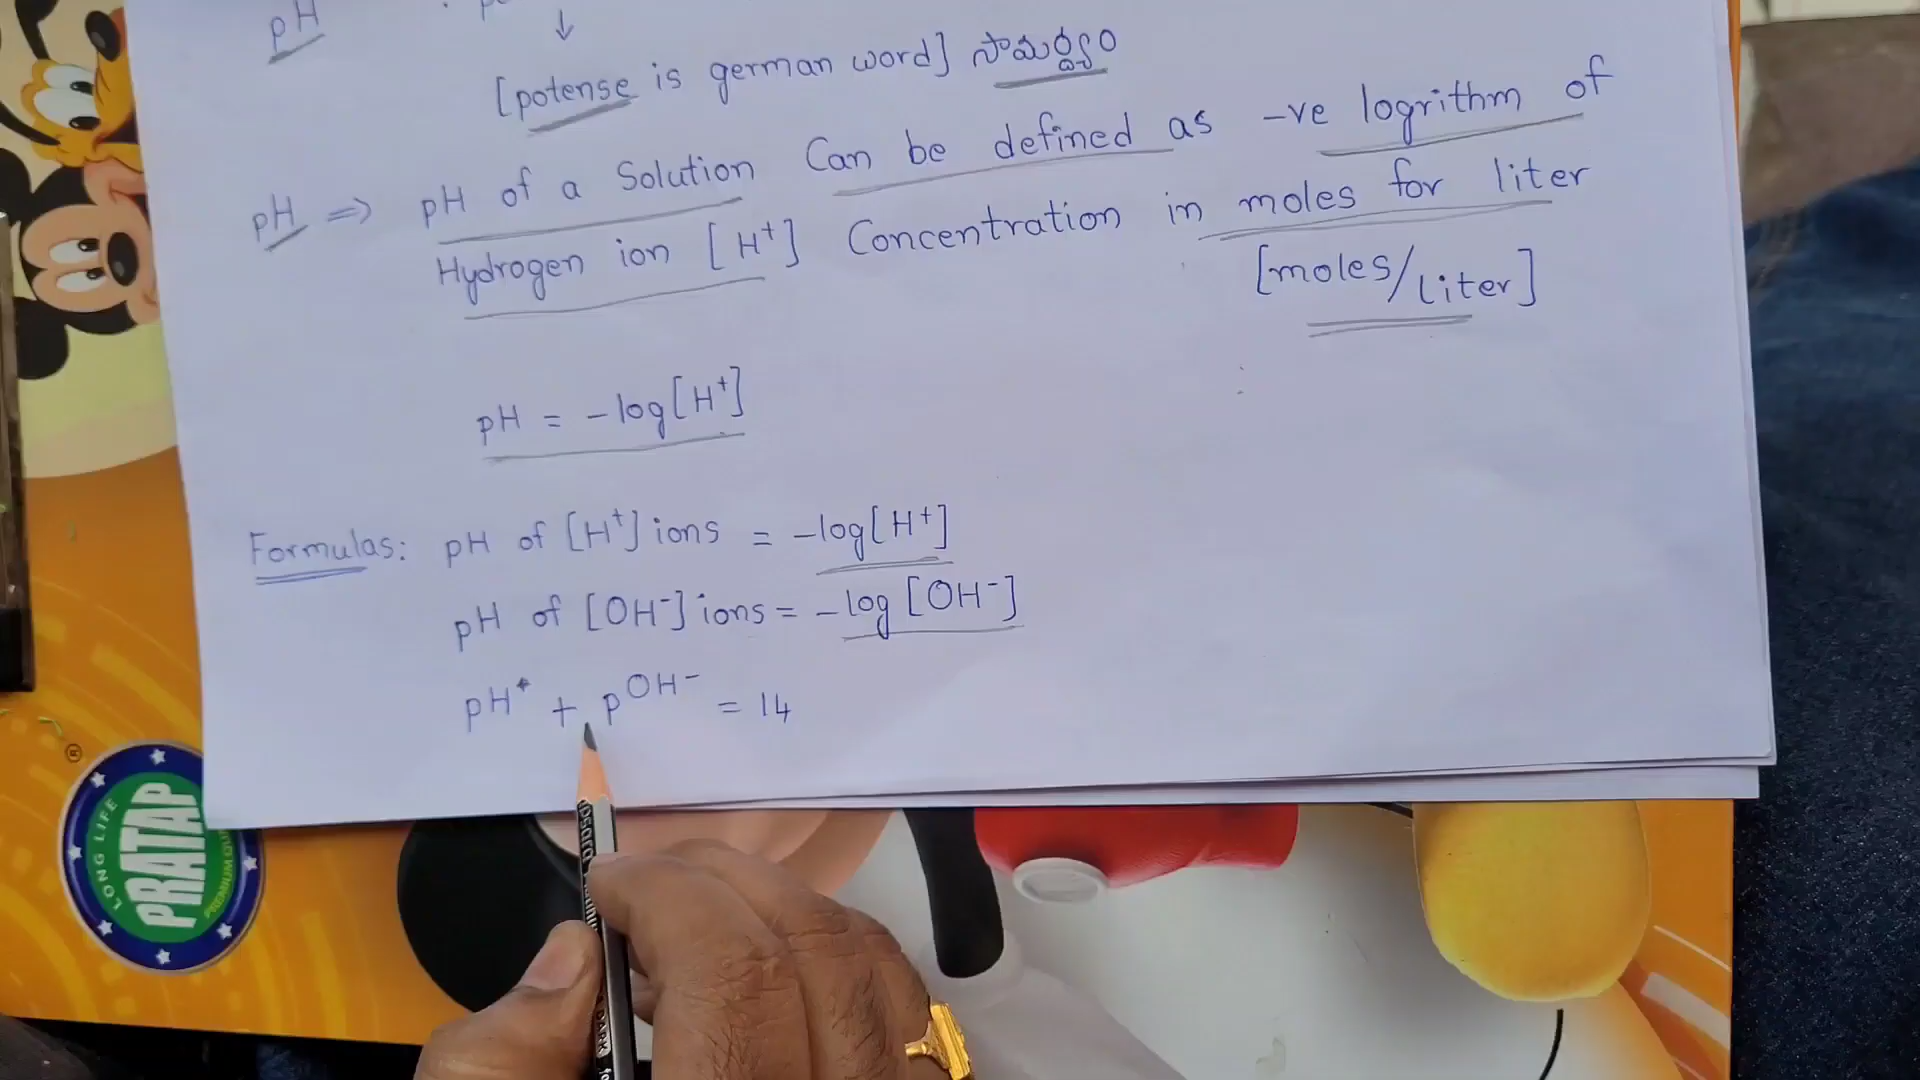 pH
[potense is german word] సామర్ధ్యం
pH ⇒ pH of a Solution Can be defined as -ve logrithm of
Hydrogen ion [H⁺] Concentration in moles for liter
[moles/Liter]
pH = -log[H⁺]
Formulas: pH of [H⁺] ions = -log[H⁺]
pH of [OH⁻] ions = -log [OH⁻]
pH⁺ + pOH⁻ = 14
LONG LIFE
PRATAP
®